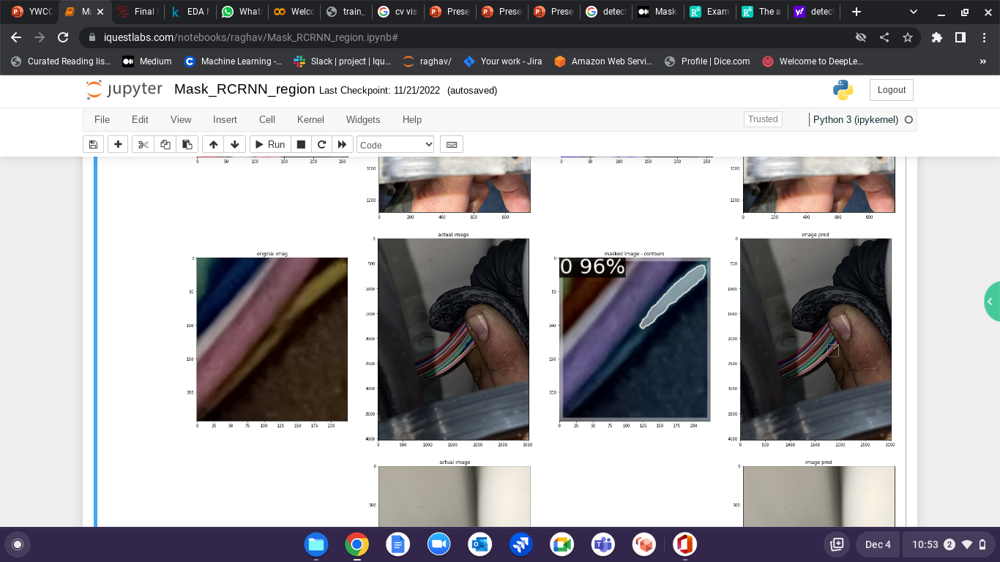 YWCC
Ma
Final
EDA N
What
Welco
train_
cv vis
Prese
Prese
Prese
detect
Mask-
Exam
The a
detec
iquestlabs.com/notebooks/raghav/Mask_RCRNN_region.ipynb#
Curated Reading lis...
Medium
Machine Learning -...
Slack | project | Iqu...
raghav/
Your work - Jira
Amazon Web Servi...
Profile | Dice.com
Welcome to DeepLe...
»
jupyter Mask_RCRNN_region Last Checkpoint: 11/21/2022 (autosaved)
Logout
File Edit View Insert Cell Kernel Widgets Help
Trusted
Python 3 (ipykernel)
Run
Code
0 50 100 150 200 250
1000
1200
0 200 400 600 800
0 50 100 150 200 250
1000
1200
0 200 400 600 800
original imag
0
50
100
150
200
0 25 50 75 100 125 150 175 200
actual image
0
500
1000
1500
2000
2500
3000
3500
4000
0 500 1000 1500 2000 2500 3000
masked Image - contours
0 96%
0
50
100
150
200
0 25 50 75 100 125 150 175 200
image pred
0
500
1000
1500
2000
2500
3000
3500
4000
0 500 1000 1500 2000 2500 3000
actual image
0
500
image pred
0
500
Dec 4
10:53
2